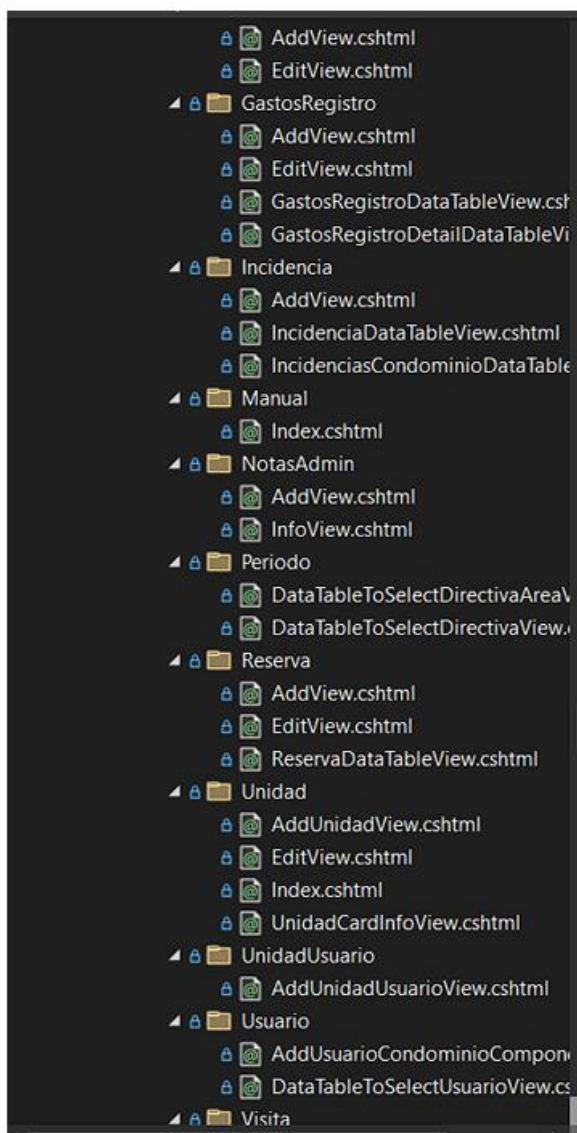 AddView.cshtml
EditView.cshtml
GastosRegistro
AddView.cshtml
EditView.cshtml
GastosRegistroDataTableView.csh
GastosRegistroDetailDataTableVi
Incidencia
AddView.cshtml
IncidenciaDataTableView.cshtml
IncidenciasCondominioDataTable
Manual
Index.cshtml
NotasAdmin
AddView.cshtml
InfoView.cshtml
Periodo
DataTableToSelectDirectivaAreaV
DataTableToSelectDirectivaView.
Reserva
AddView.cshtml
EditView.cshtml
ReservaDataTableView.cshtml
Unidad
AddUnidadView.cshtml
EditView.cshtml
Index.cshtml
UnidadCardInfoView.cshtml
UnidadUsuario
AddUnidadUsuarioView.cshtml
Usuario
AddUsuarioCondominioCompon
DataTableToSelectUsuarioView.cs
Visita